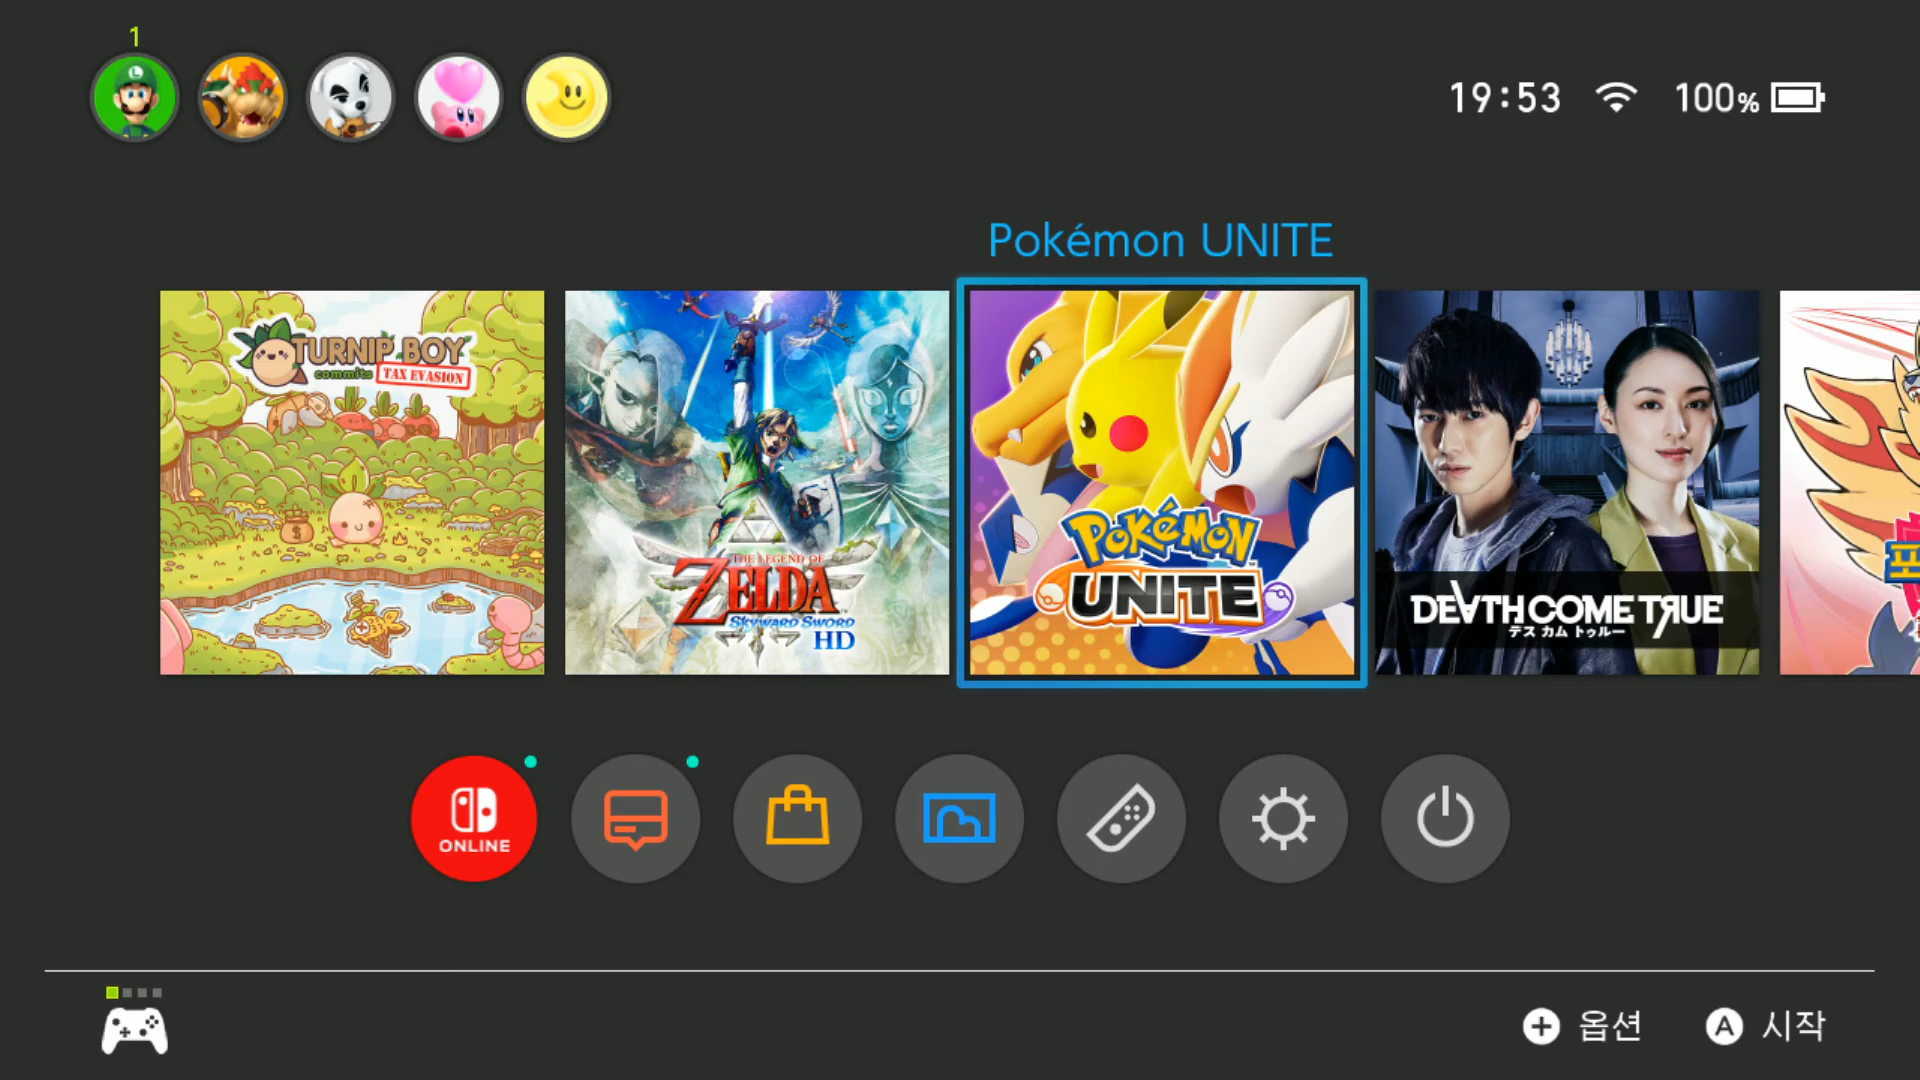 1
19:53
100%
Pokémon UNITE
TURNIP BOY
commits TAX EVASION
THE LEGEND OF
ZELDA
SKYWARD SWORD
HD
POKÉMON
UNITE
DEATH COME TRUE
デス カム トゥルー
포
ONLINE
옵션
A 시작